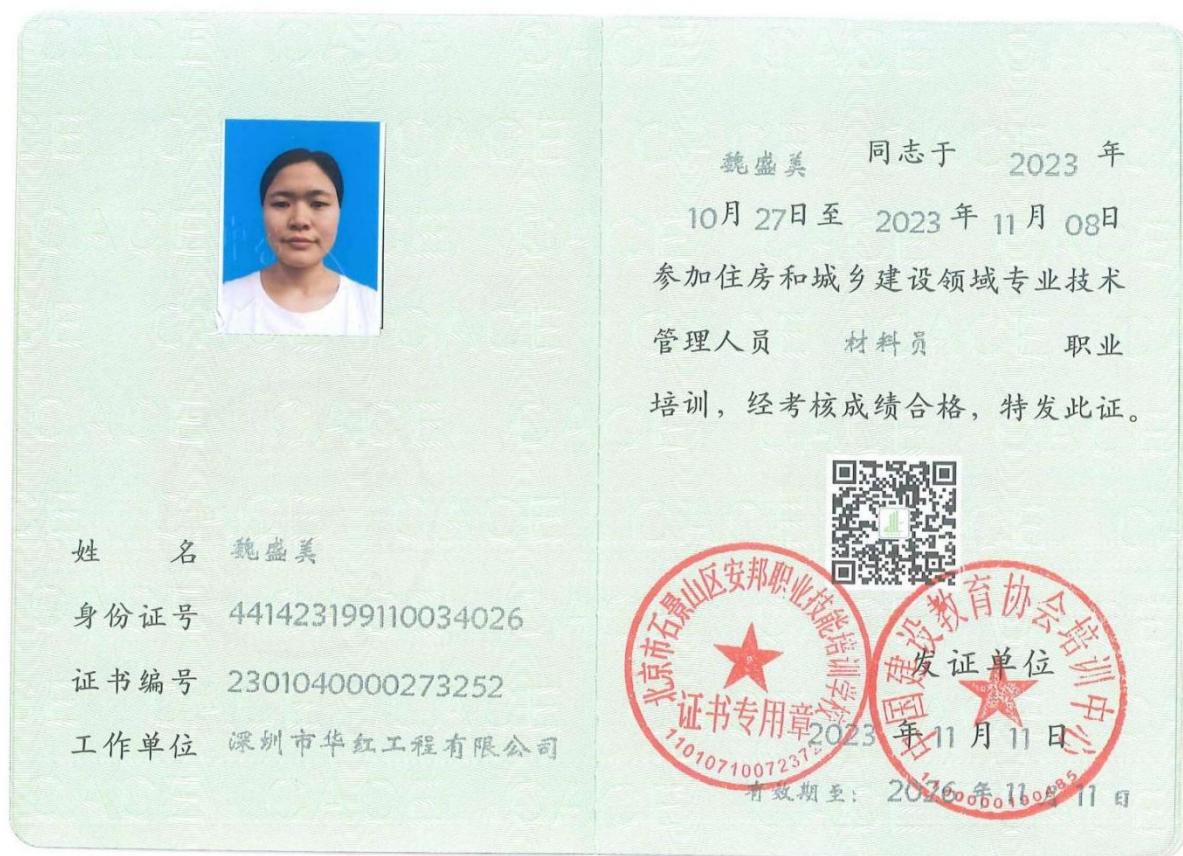 姓 名 魏盛美
身份证号 441423199110034026
证书编号 2301040000273252
工作单位 深圳市华红工程有限公司
魏盛美 同志于 2023 年
10月 27日至 2023 年 11 月 08日
参加住房和城乡建设领域专业技术
管理人员 材料员 职业
培训，经考核成绩合格，特发此证。
北京市石景山区安邦职业技能培训学校
证书专用章
中国建设教育协会培训中心
发证单位
2023 年 11 月 11 日
有效期至： 2026 年 11 月 11 日